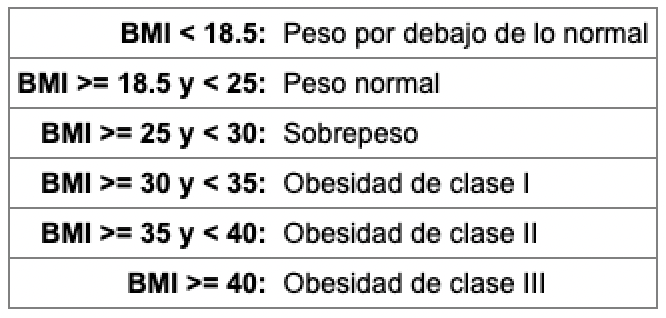 BMI < 18.5: Peso por debajo de lo normal
BMI >= 18.5 y < 25: Peso normal
BMI >= 25 y < 30: Sobrepeso
BMI >= 30 y < 35: Obesidad de clase I
BMI >= 35 y < 40: Obesidad de clase II
BMI >= 40: Obesidad de clase III